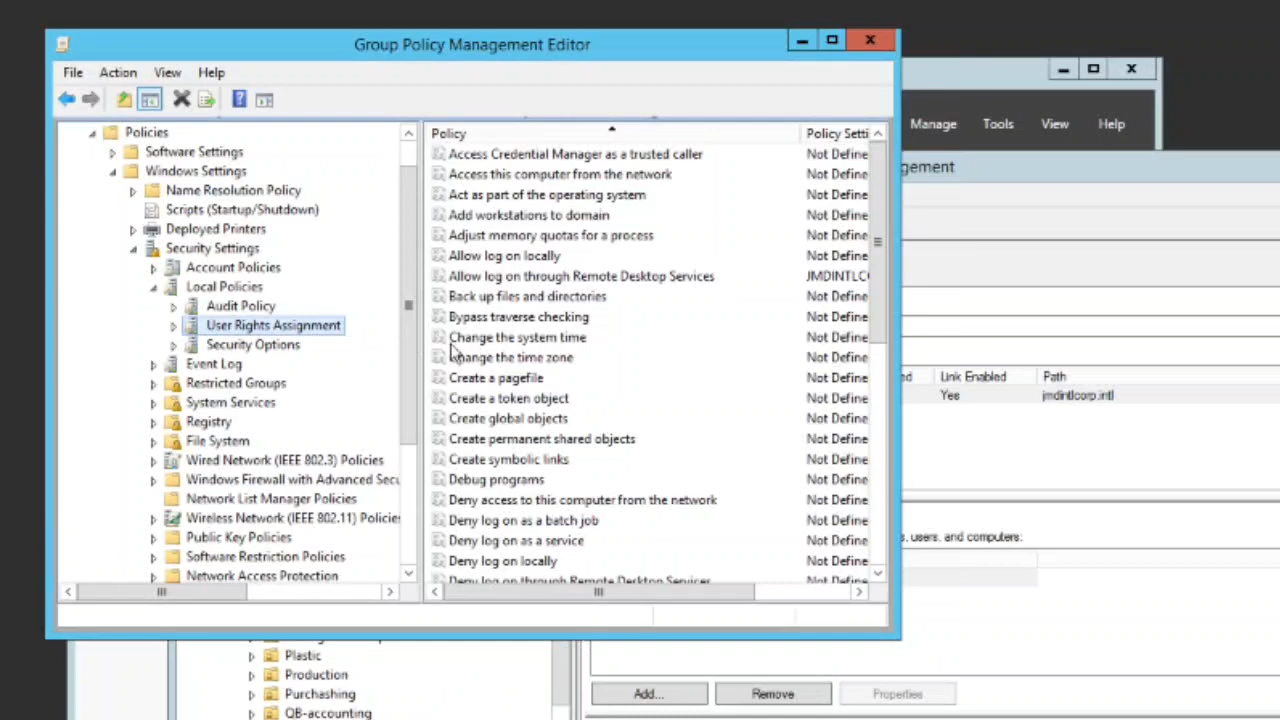 Group Policy Management Editor
File Action View Help
Policies
Software Settings
Windows Settings
Name Resolution Policy
Scripts (Startup/Shutdown)
Deployed Printers
Security Settings
Account Policies
Local Policies
Audit Policy
User Rights Assignment
Security Options
Event Log
Restricted Groups
System Services
Registry
File System
Wired Network (IEEE 802.3) Policies
Windows Firewall with Advanced Secu
Network List Manager Policies
Wireless Network (IEEE 802.11) Policies
Public Key Policies
Software Restriction Policies
Network Access Protection
Policy Policy Setti
Access Credential Manager as a trusted caller Not Define
Access this computer from the network Not Define
Act as part of the operating system Not Define
Add workstations to domain Not Define
Adjust memory quotas for a process Not Define
Allow log on locally Not Define
Allow log on through Remote Desktop Services JMDINTLCO
Back up files and directories Not Define
Bypass traverse checking Not Define
Change the system time Not Define
Change the time zone Not Define
Create a pagefile Not Define
Create a token object Not Define
Create global objects Not Define
Create permanent shared objects Not Define
Create symbolic links Not Define
Debug programs Not Define
Deny access to this computer from the network Not Define
Deny log on as a batch job Not Define
Deny log on as a service Not Define
Deny log on locally Not Define
Deny log on through Remote Desktop Services Not Define
Manage Tools View Help
gement
ed Link Enabled Path
Yes jmdintlcorp.intl
s, users, and computers:
Plastic
Production
Purchashing
QB-accounting
Add... Remove Properties